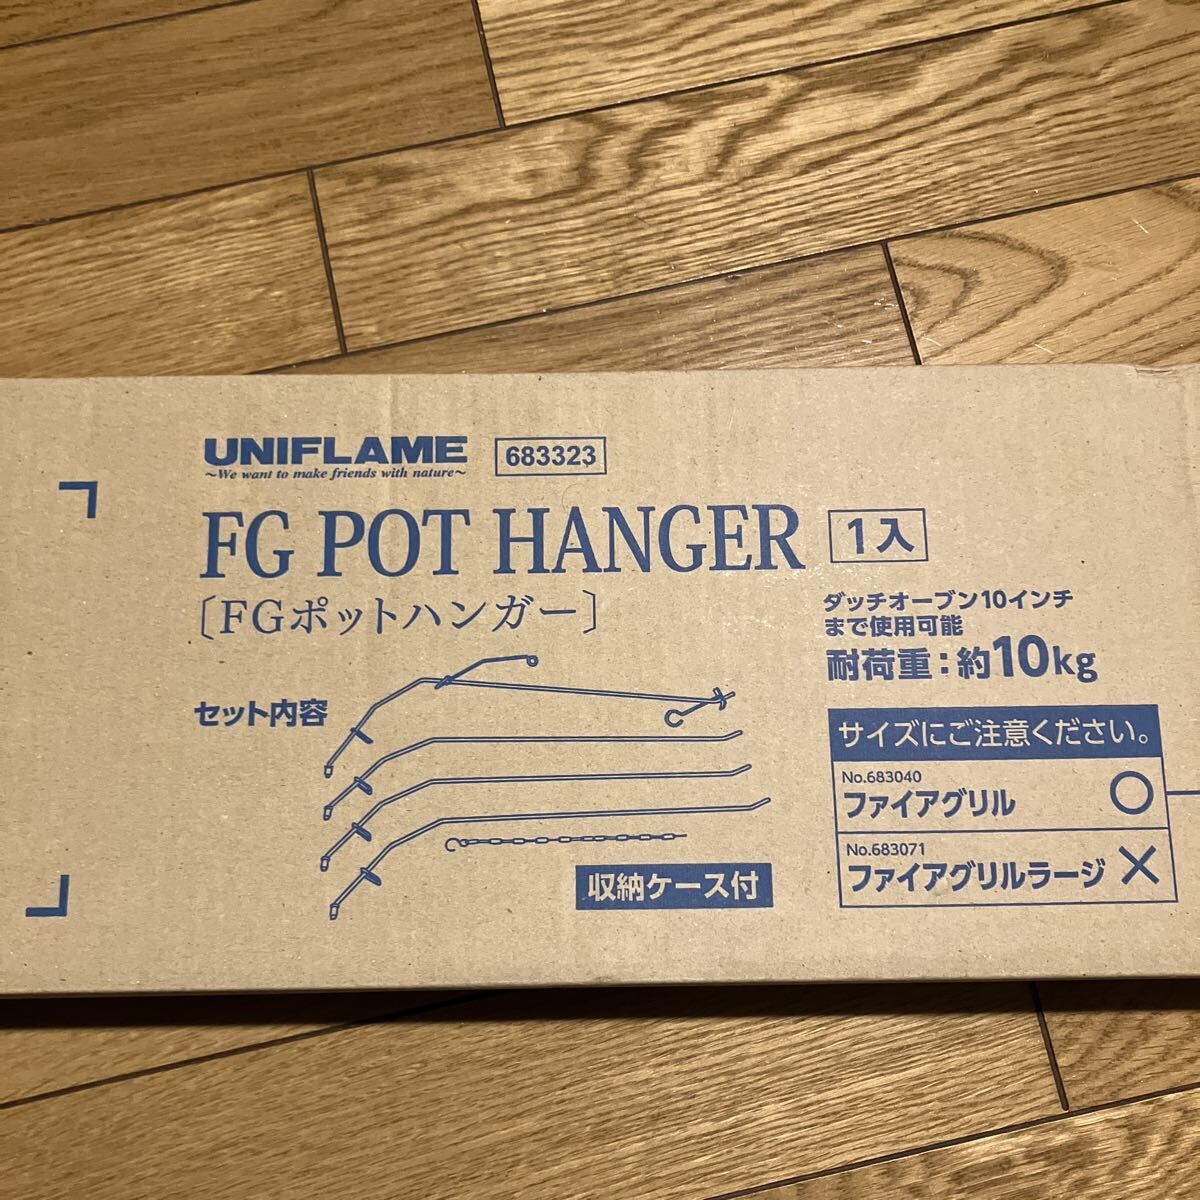 UNIFLAME
～We want to make friends with nature～
683323
FG POT HANGER
1入
〔FGポットハンガー〕
ダッチオーブン10インチ
まで使用可能
耐荷重：約10kg
セット内容
収納ケース付
サイズにご注意ください。
No.683040
ファイアグリル ○
No.683071
ファイアグリルラージ ×